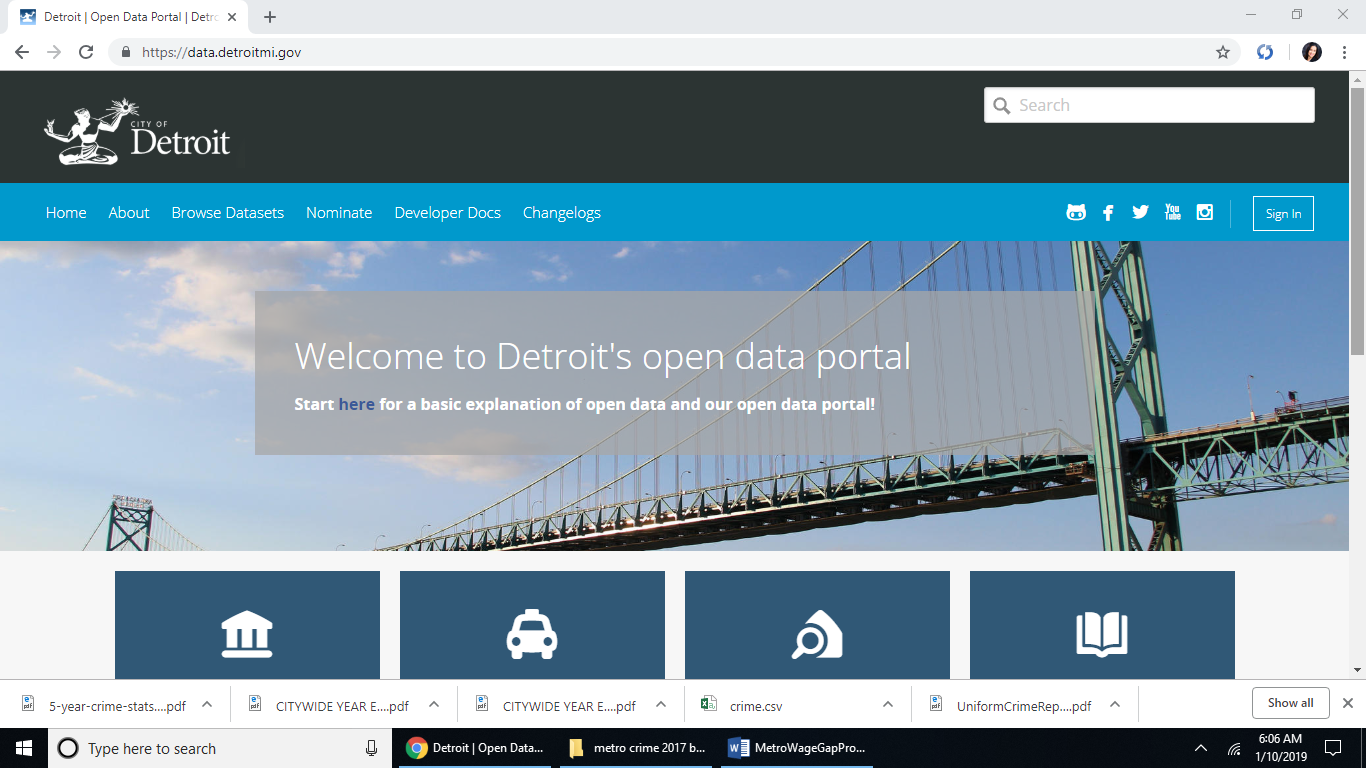 Detroit | Open Data Portal | Detro
https://data.detroitmi.gov
CITY OF
Detroit
Search
Home About Browse Datasets Nominate Developer Docs Changelogs
You
Tube
Sign In
Welcome to Detroit's open data portal
Start here for a basic explanation of open data and our open data portal!
5-year-crime-stats....pdf
CITYWIDE YEAR E....pdf
CITYWIDE YEAR E....pdf
crime.csv
UniformCrimeRep....pdf
Show all
Type here to search
Detroit | Open Data...
metro crime 2017 b...
MetroWageGapPro...
6:06 AM
1/10/2019